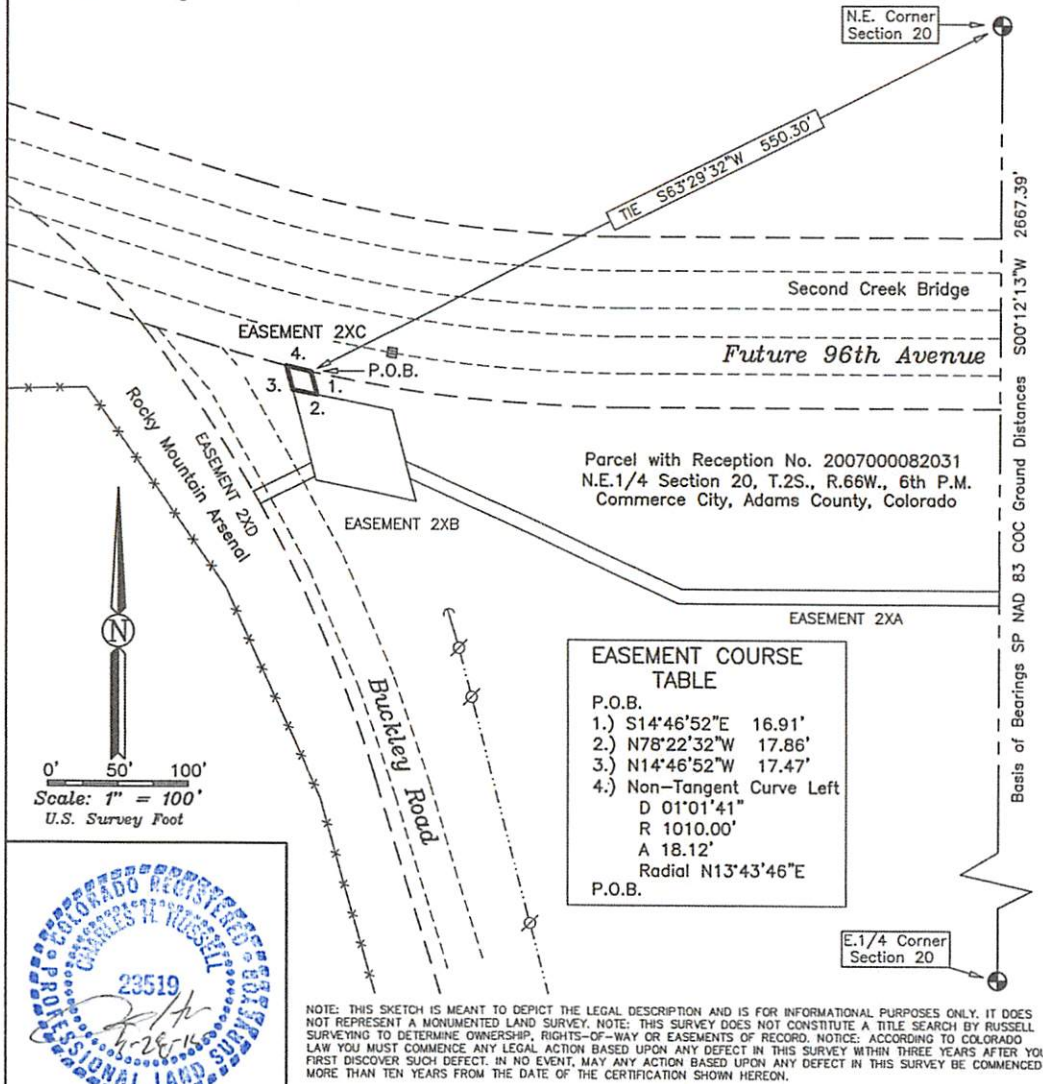 N.E. Corner
Section 20
TIE S63°29'32"W 550.30'
S00°12'13"W 2667.39'
Basis of Bearings SP NAD 83 COC Ground Distances
Second Creek Bridge
Future 96th Avenue
EASEMENT 2XC
4.
P.O.B.
3.
1.
2.
Rocky Mountain Arsenal
EASEMENT 2XD
EASEMENT 2XB
Parcel with Reception No. 2007000082031
N.E.1/4 Section 20, T.2S., R.66W., 6th P.M.
Commerce City, Adams County, Colorado
EASEMENT 2XA
N
Buckley Road
0' 50' 100'
Scale: 1" = 100'
U.S. Survey Foot
EASEMENT COURSE
TABLE
P.O.B.
1.) S14°46'52"E 16.91'
2.) N78°22'32"W 17.86'
3.) N14°46'52"W 17.47'
4.) Non-Tangent Curve Left
D 01°01'41"
R 1010.00'
A 18.12'
Radial N13°43'46"E
P.O.B.
E.1/4 Corner
Section 20
COLORADO REGISTERED
CHARLES H. RUSSELL
23519
PROFESSIONAL LAND SURVEYOR
NOTE: THIS SKETCH IS MEANT TO DEPICT THE LEGAL DESCRIPTION AND IS FOR INFORMATIONAL PURPOSES ONLY. IT DOES
NOT REPRESENT A MONUMENTED LAND SURVEY. NOTE: THIS SURVEY DOES NOT CONSTITUTE A TITLE SEARCH BY RUSSELL
SURVEYING TO DETERMINE OWNERSHIP, RIGHTS-OF-WAY OR EASEMENTS OF RECORD. NOTICE: ACCORDING TO COLORADO
LAW YOU MUST COMMENCE ANY LEGAL ACTION BASED UPON ANY DEFECT IN THIS SURVEY WITHIN THREE YEARS AFTER YOU
FIRST DISCOVER SUCH DEFECT. IN NO EVENT, MAY ANY ACTION BASED UPON ANY DEFECT IN THIS SURVEY BE COMMENCED
MORE THAN TEN YEARS FROM THE DATE OF THE CERTIFICATION SHOWN HEREON.